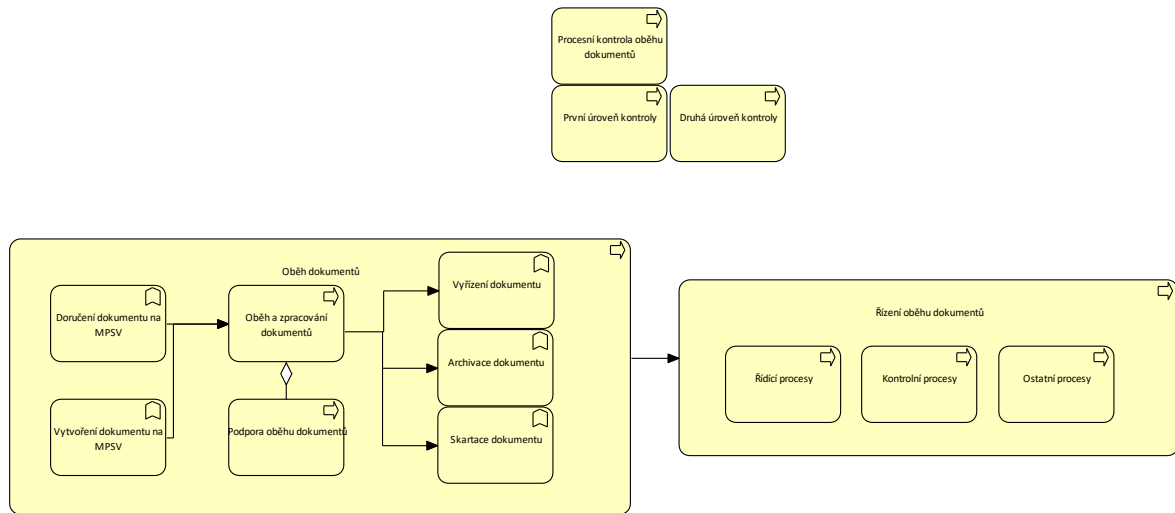 Procesní kontrola oběhu
dokumentů
První úroveň kontroly
Druhá úroveň kontroly
Oběh dokumentů
Doručení dokumentu na
MPSV
Oběh a zpracování
dokumentů
Vyřízení dokumentu
Archivace dokumentu
Vytvoření dokumentu na
MPSV
Podpora oběhu dokumentů
Skartace dokumentu
Řízení oběhu dokumentů
Řídící procesy
Kontrolní procesy
Ostatní procesy